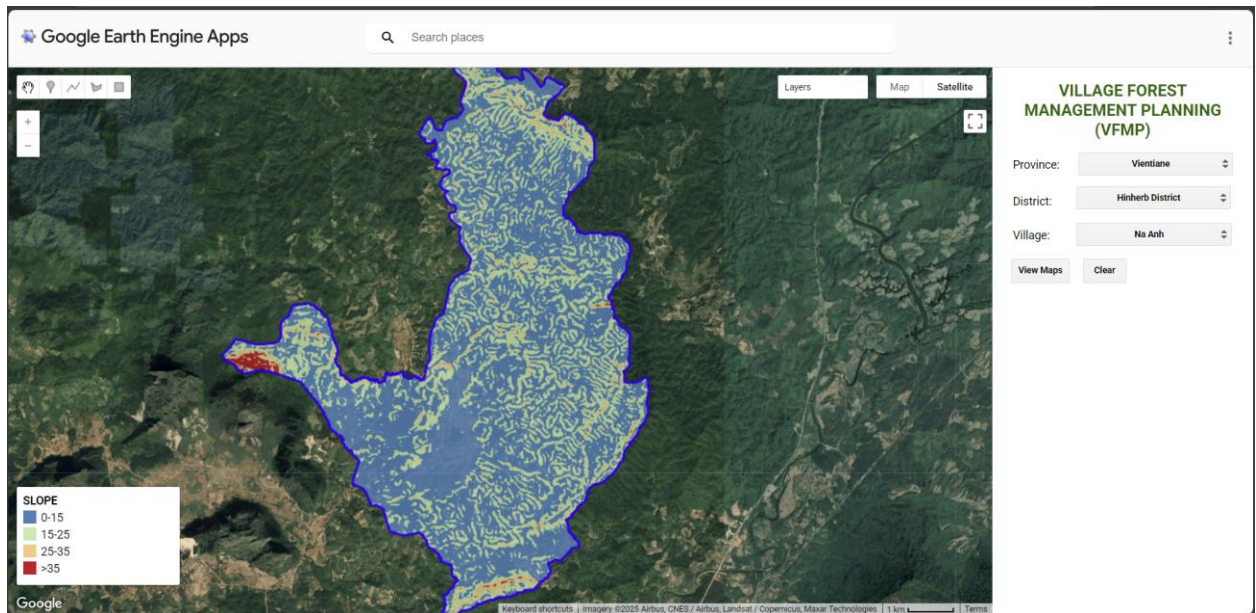 Google Earth Engine Apps
Search places
Layers
Map
Satellite
+
−
VILLAGE FOREST
MANAGEMENT PLANNING
(VFMP)
Province:
Vientiane
District:
Hinherb District
Village:
Na Anh
View Maps
Clear
SLOPE
0-15
15-25
25-35
>35
Google
Keyboard shortcuts
Imagery ©2025 Airbus, CNES / Airbus, Landsat / Copernicus, Maxar Technologies
1 km
Terms